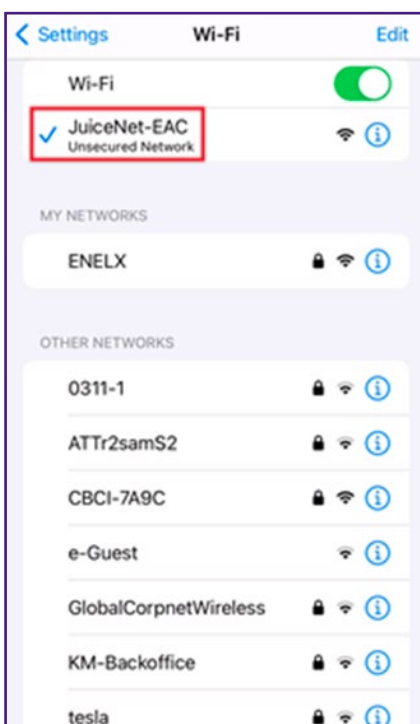 Settings Wi-Fi Edit
Wi-Fi
JuiceNet-EAC
Unsecured Network
MY NETWORKS
ENELX
OTHER NETWORKS
0311-1
ATTr2samS2
CBCI-7A9C
e-Guest
GlobalCorpnetWireless
KM-Backoffice
tesla